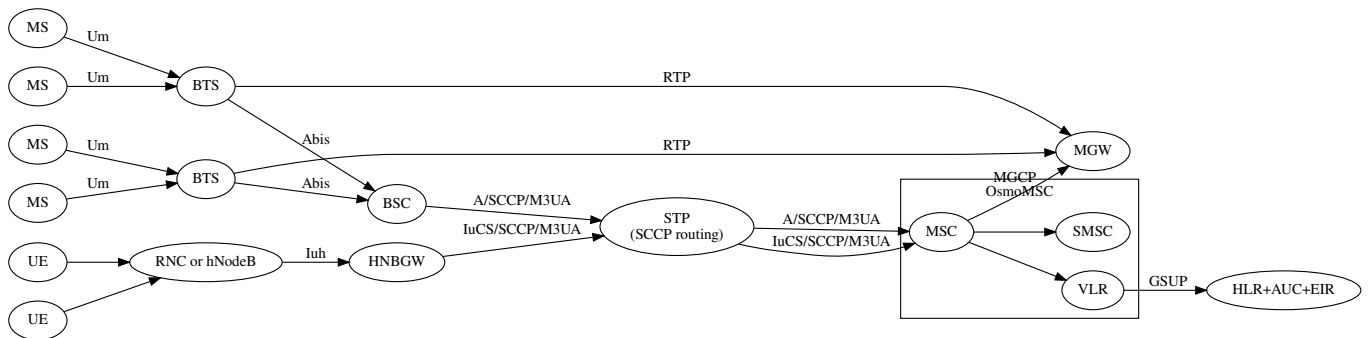 MS
Um
MS
Um
BTS
RTP
MS
Um
Abis
RTP
MGW
MS
Um
BTS
Abis
BSC
A/SCCP/M3UA
STP
(SCCP routing)
A/SCCP/M3UA
MGCP
OsmoMSC
MSC
SMSC
IuCS/SCCP/M3UA
IuCS/SCCP/M3UA
UE
RNC or hNodeB
Iuh
HNBGW
VLR
GSUP
HLR+AUC+EIR
UE